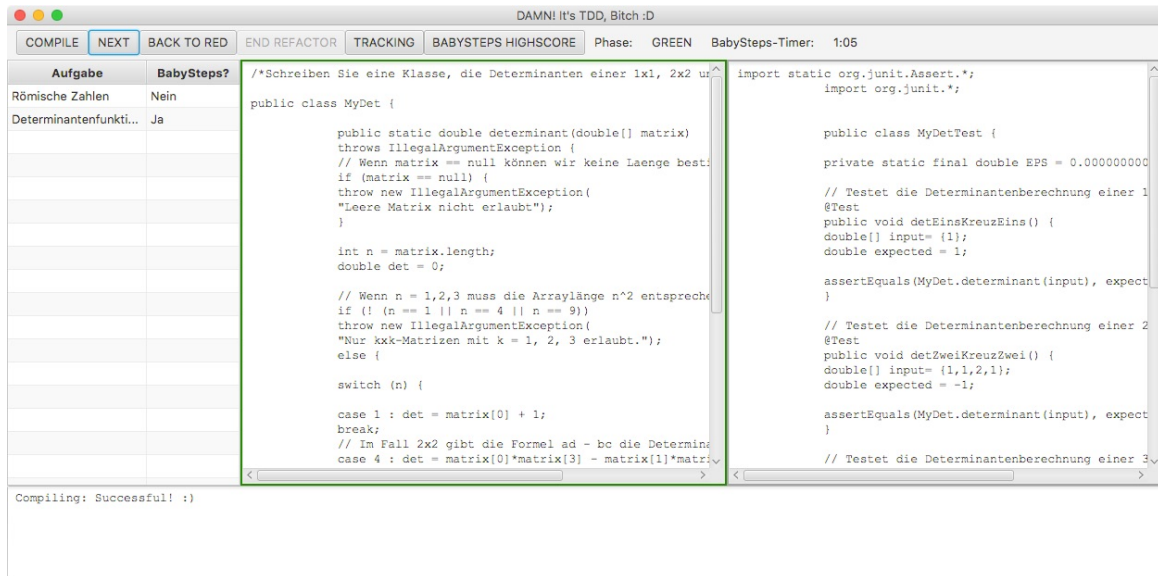 DAMN! It's TDD, Bitch :D
COMPILE NEXT BACK TO RED END REFACTOR TRACKING BABYSTEPS HIGHSCORE Phase: GREEN BabySteps-Timer: 1:05
Aufgabe BabySteps?
Römische Zahlen Nein
Determinantenfunkti... Ja
/*Schreiben Sie eine Klasse, die Determinanten einer 1x1, 2x2 un
public class MyDet {
public static double determinant(double[] matrix)
throws IllegalArgumentException {
// Wenn matrix == null können wir keine Laenge besti
if (matrix == null) {
throw new IllegalArgumentException(
"Leere Matrix nicht erlaubt");
}
int n = matrix.length;
double det = 0;
// Wenn n = 1,2,3 muss die Arraylänge n^2 entspreche
if (! (n == 1 || n == 4 || n == 9))
throw new IllegalArgumentException(
"Nur kxk-Matrizen mit k = 1, 2, 3 erlaubt.");
else {
switch (n) {
case 1 : det = matrix[0] + 1;
break;
// Im Fall 2x2 gibt die Formel ad - bc die Determina
case 4 : det = matrix[0]*matrix[3] - matrix[1]*matri
import static org.junit.Assert.*;
import org.junit.*;
public class MyDetTest {
private static final double EPS = 0.000000000
// Testet die Determinantenberechnung einer 1
@Test
public void detEinsKreuzEins() {
double[] input= {1};
double expected = 1;
assertEquals(MyDet.determinant(input), expect
}
// Testet die Determinantenberechnung einer 2
@Test
public void detZweiKreuzZwei() {
double[] input= {1,1,2,1};
double expected = -1;
assertEquals(MyDet.determinant(input), expect
}
// Testet die Determinantenberechnung einer 3
Compiling: Successful! :)